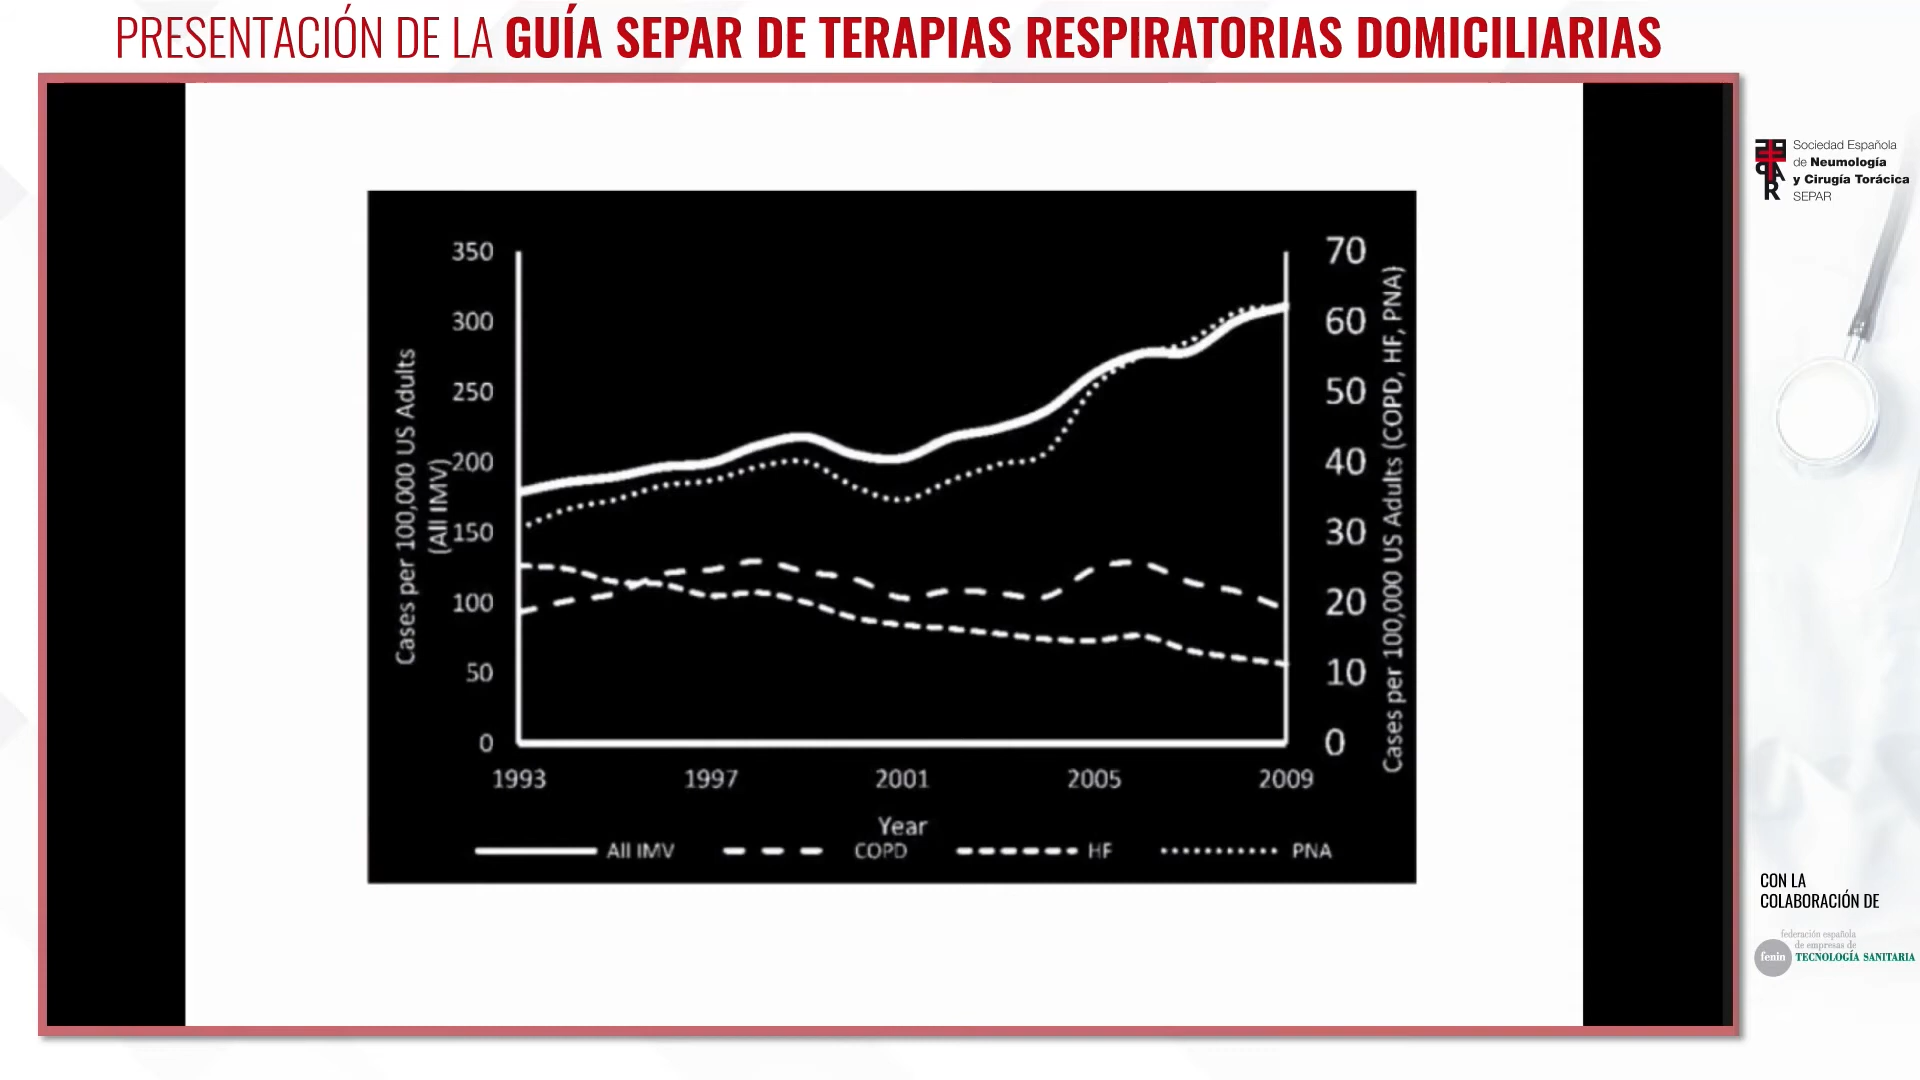 PRESENTACIÓN DE LA GUÍA SEPAR DE TERAPIAS RESPIRATORIAS DOMICILIARIAS
Sociedad Española
de Neumología
y Cirugía Torácica
SEPAR
350
300
250
200
150
100
50
0
Cases per 100,000 US Adults
(All IMV)
70
60
50
40
30
20
10
0
Cases per 100,000 US Adults (COPD, HF, PNA)
1993 1997 2001 2005 2009
Year
All IMV COPD HF PNA
CON LA
COLABORACIÓN DE
federación española
de empresas de
fenin TECNOLOGÍA SANITARIA